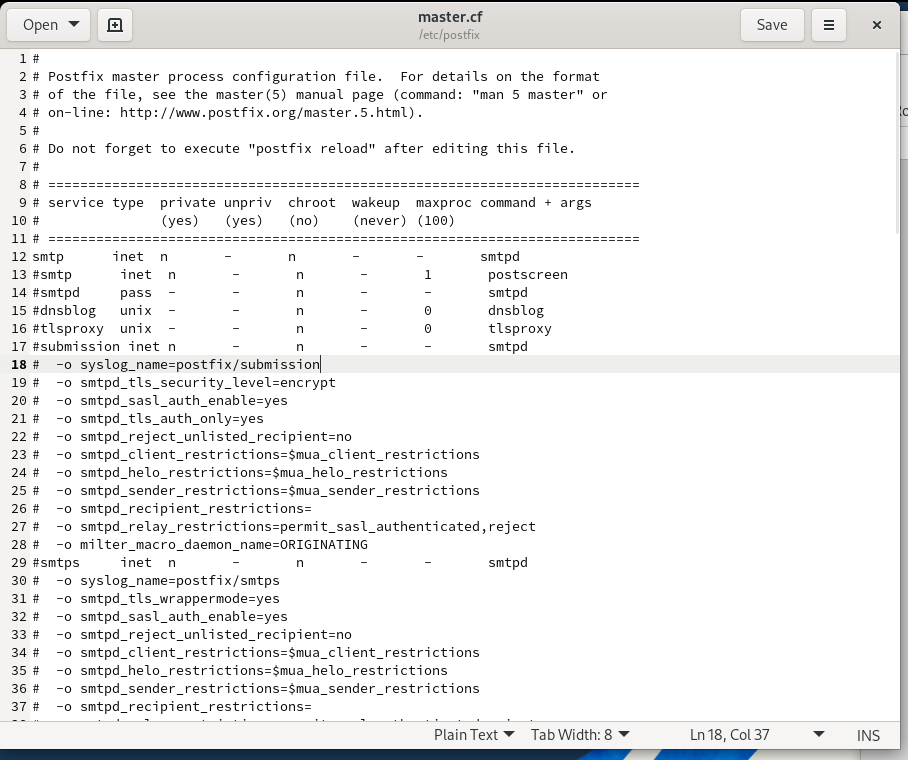 Open
master.cf
/etc/postfix
Save
1 #
2 # Postfix master process configuration file.  For details on the format
3 # of the file, see the master(5) manual page (command: "man 5 master" or
4 # on-line: http://www.postfix.org/master.5.html).
5 #
6 # Do not forget to execute "postfix reload" after editing this file.
7 #
8 # ==========================================================================
9 # service type  private unpriv  chroot  wakeup  maxproc command + args
10 #               (yes)   (yes)   (no)    (never) (100)
11 # ==========================================================================
12 smtp      inet  n       -       n       -       -       smtpd
13 #smtp      inet  n       -       n       -       1       postscreen
14 #smtpd     pass  -       -       n       -       -       smtpd
15 #dnsblog   unix  -       -       n       -       0       dnsblog
16 #tlsproxy  unix  -       -       n       -       0       tlsproxy
17 #submission inet n       -       n       -       -       smtpd
18 #  -o syslog_name=postfix/submission
19 #  -o smtpd_tls_security_level=encrypt
20 #  -o smtpd_sasl_auth_enable=yes
21 #  -o smtpd_tls_auth_only=yes
22 #  -o smtpd_reject_unlisted_recipient=no
23 #  -o smtpd_client_restrictions=$mua_client_restrictions
24 #  -o smtpd_helo_restrictions=$mua_helo_restrictions
25 #  -o smtpd_sender_restrictions=$mua_sender_restrictions
26 #  -o smtpd_recipient_restrictions=
27 #  -o smtpd_relay_restrictions=permit_sasl_authenticated,reject
28 #  -o milter_macro_daemon_name=ORIGINATING
29 #smtps     inet  n       -       n       -       -       smtpd
30 #  -o syslog_name=postfix/smtps
31 #  -o smtpd_tls_wrappermode=yes
32 #  -o smtpd_sasl_auth_enable=yes
33 #  -o smtpd_reject_unlisted_recipient=no
34 #  -o smtpd_client_restrictions=$mua_client_restrictions
35 #  -o smtpd_helo_restrictions=$mua_helo_restrictions
36 #  -o smtpd_sender_restrictions=$mua_sender_restrictions
37 #  -o smtpd_recipient_restrictions=
Plain Text Tab Width: 8 Ln 18, Col 37 INS